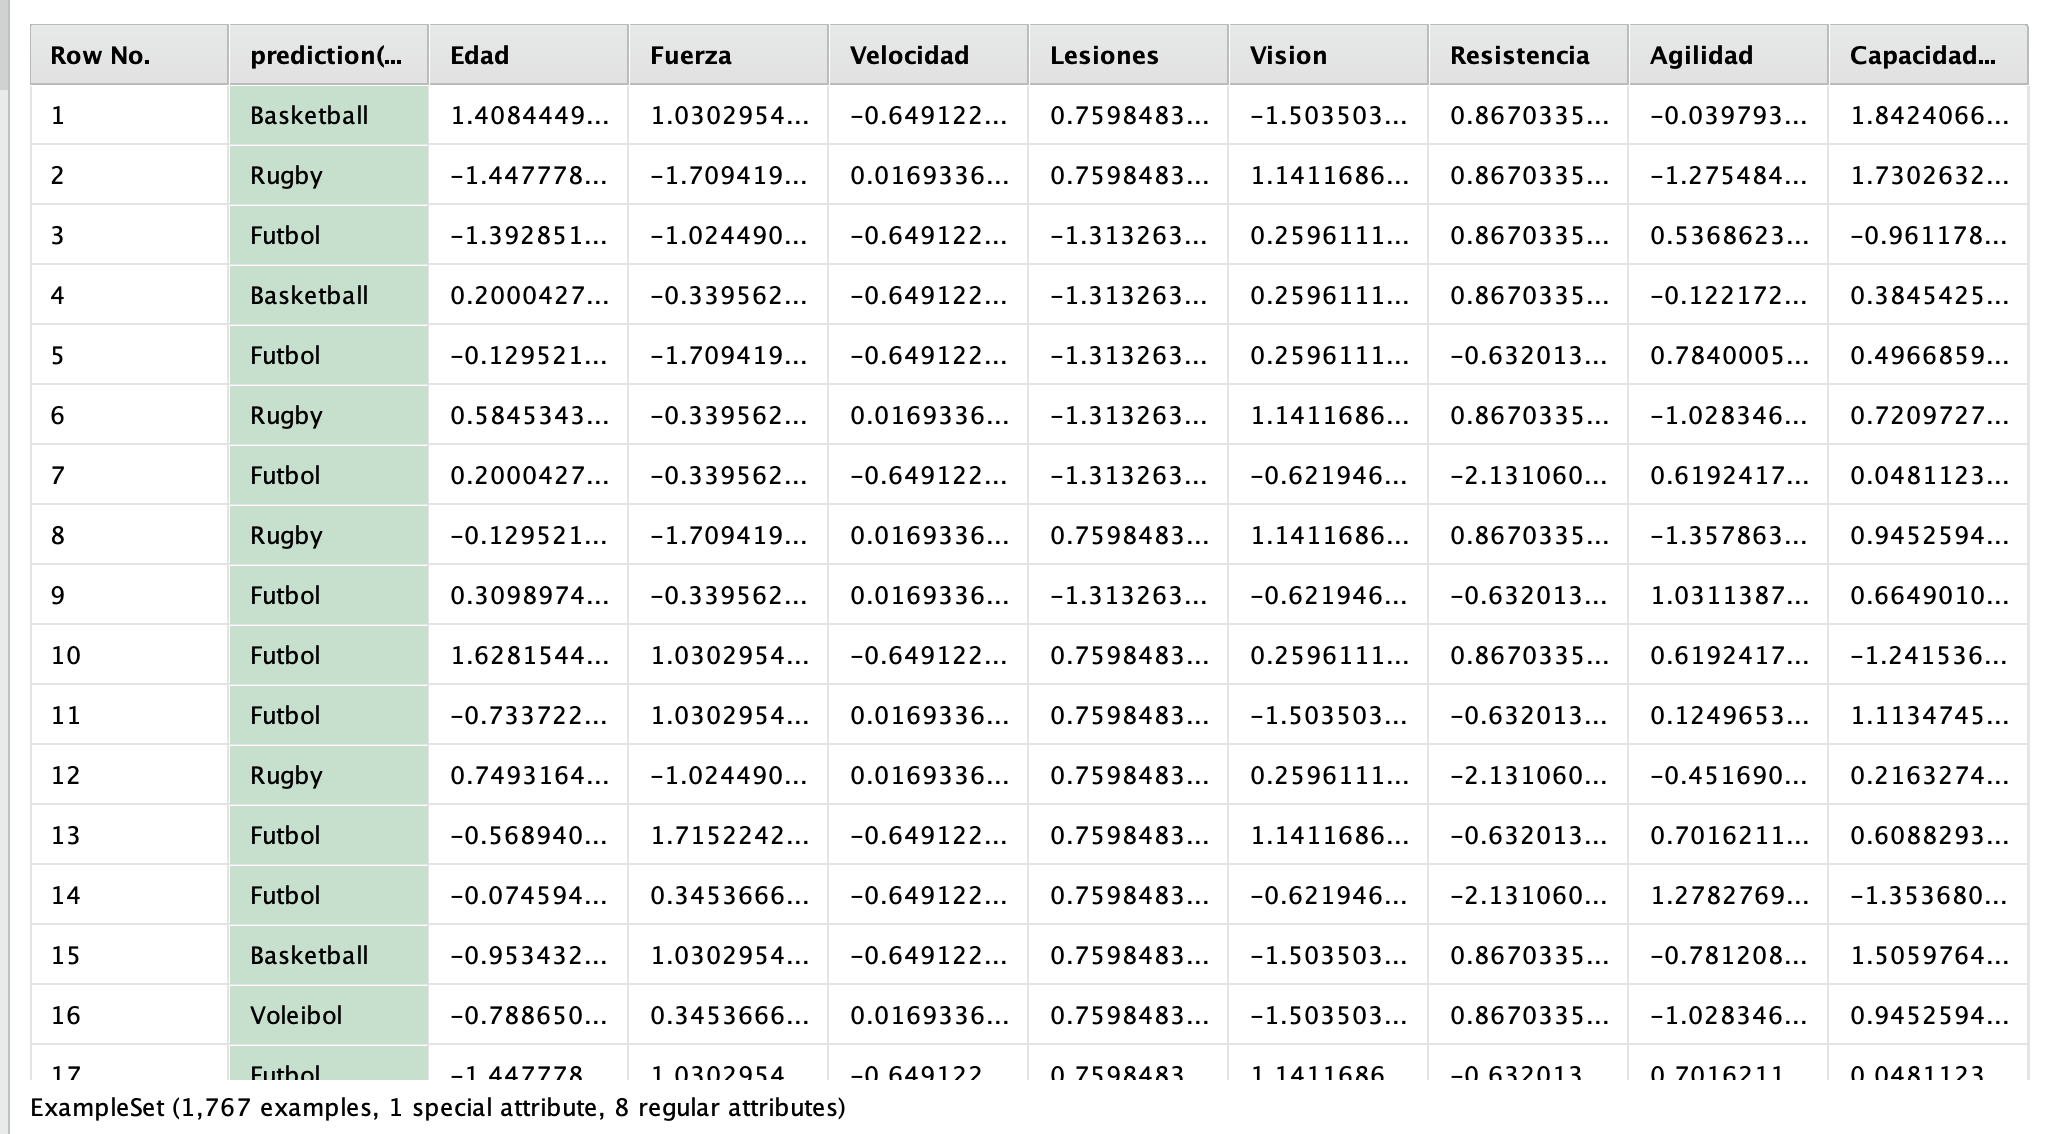 Row No. prediction(... Edad Fuerza Velocidad Lesiones Vision Resistencia Agilidad Capacidad...
1 Basketball 1.4084449... 1.0302954... -0.649122... 0.7598483... -1.503503... 0.8670335... -0.039793... 1.8424066...
2 Rugby -1.447778... -1.709419... 0.0169336... 0.7598483... 1.1411686... 0.8670335... -1.275484... 1.7302632...
3 Futbol -1.392851... -1.024490... -0.649122... -1.313263... 0.2596111... 0.8670335... 0.5368623... -0.961178...
4 Basketball 0.2000427... -0.339562... -0.649122... -1.313263... 0.2596111... 0.8670335... -0.122172... 0.3845425...
5 Futbol -0.129521... -1.709419... -0.649122... -1.313263... 0.2596111... -0.632013... 0.7840005... 0.4966859...
6 Rugby 0.5845343... -0.339562... 0.0169336... -1.313263... 1.1411686... 0.8670335... -1.028346... 0.7209727...
7 Futbol 0.2000427... -0.339562... -0.649122... -1.313263... -0.621946... -2.131060... 0.6192417... 0.0481123...
8 Rugby -0.129521... -1.709419... 0.0169336... 0.7598483... 1.1411686... 0.8670335... -1.357863... 0.9452594...
9 Futbol 0.3098974... -0.339562... 0.0169336... -1.313263... -0.621946... -0.632013... 1.0311387... 0.6649010...
10 Futbol 1.6281544... 1.0302954... -0.649122... 0.7598483... 0.2596111... 0.8670335... 0.6192417... -1.241536...
11 Futbol -0.733722... 1.0302954... 0.0169336... 0.7598483... -1.503503... -0.632013... 0.1249653... 1.1134745...
12 Rugby 0.7493164... -1.024490... 0.0169336... 0.7598483... 0.2596111... -2.131060... -0.451690... 0.2163274...
13 Futbol -0.568940... 1.7152242... -0.649122... 0.7598483... 1.1411686... -0.632013... 0.7016211... 0.6088293...
14 Futbol -0.074594... 0.3453666... -0.649122... 0.7598483... -0.621946... -2.131060... 1.2782769... -1.353680...
15 Basketball -0.953432... 1.0302954... -0.649122... 0.7598483... -1.503503... 0.8670335... -0.781208... 1.5059764...
16 Voleibol -0.788650... 0.3453666... 0.0169336... 0.7598483... -1.503503... 0.8670335... -1.028346... 0.9452594...
17 Futbol -1.447778... 1.0302954... -0.649122... 0.7598483... 1.1411686... -0.632013... 0.7016211... 0.0481123...
ExampleSet (1,767 examples, 1 special attribute, 8 regular attributes)